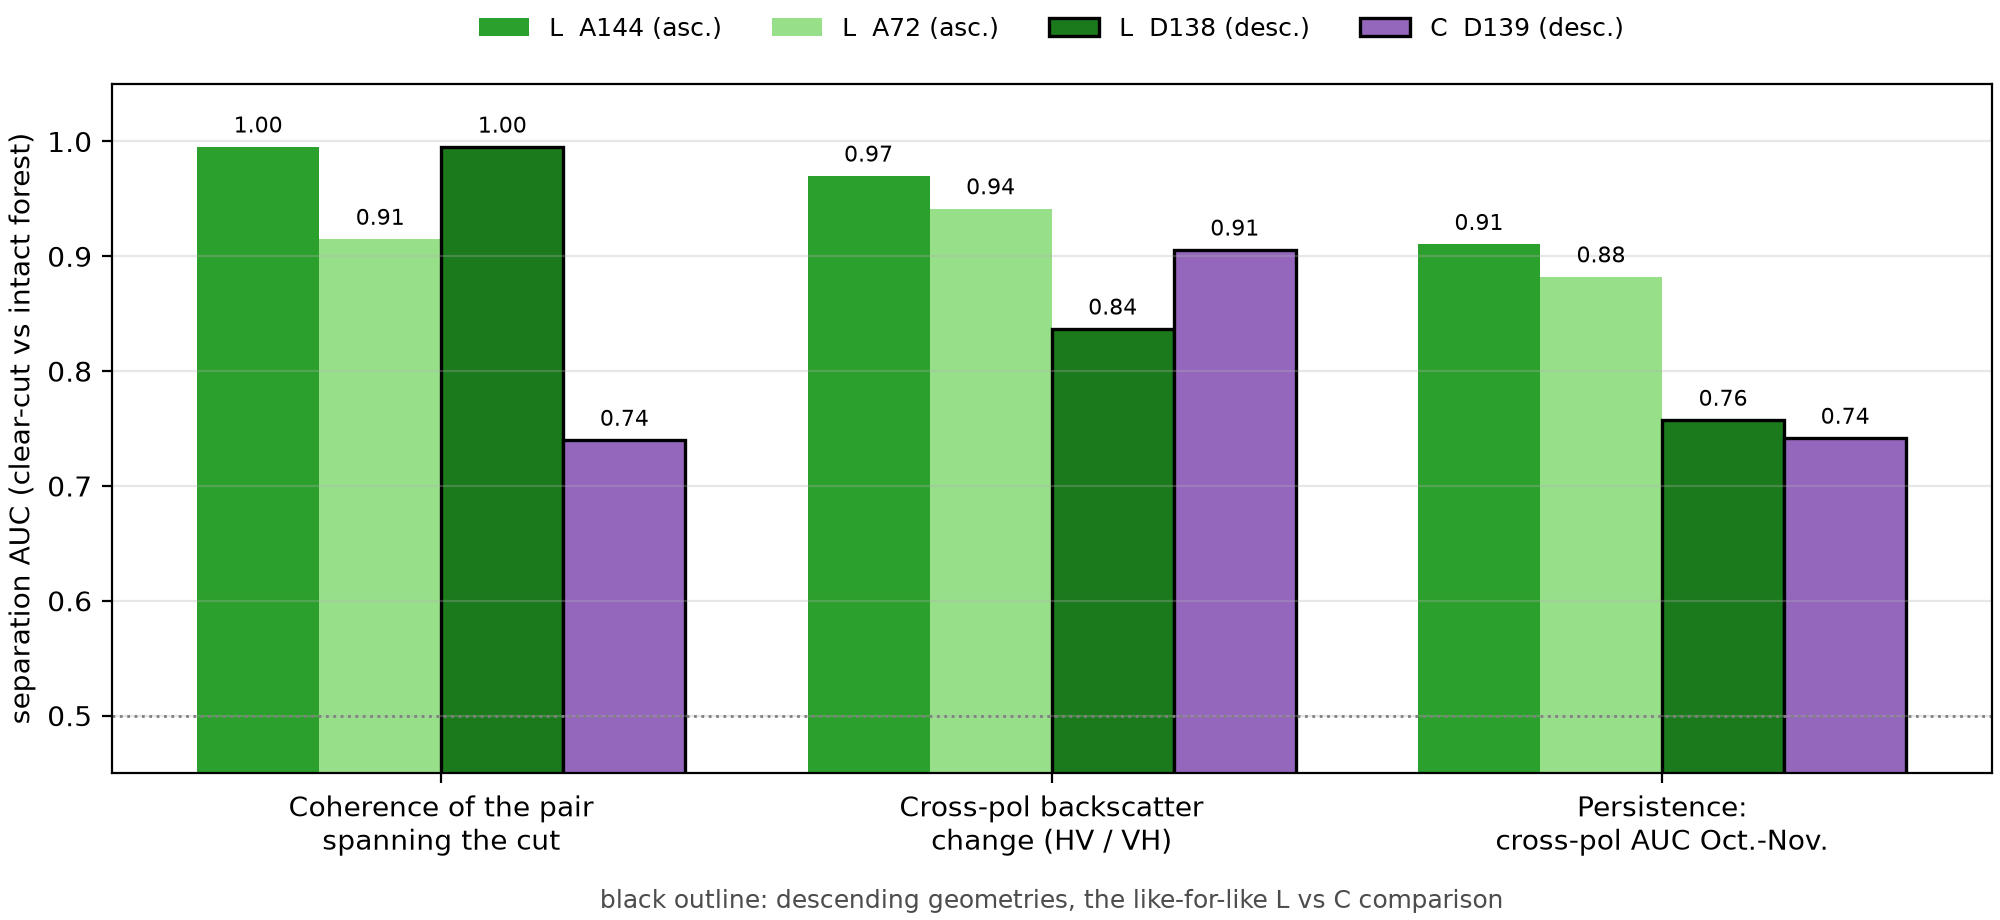 L  A144 (asc.)
L  A72 (asc.)
L  D138 (desc.)
C  D139 (desc.)
separation AUC (clear-cut vs intact forest)
1.0
0.9
0.8
0.7
0.6
0.5
1.00
0.91
1.00
0.74
0.97
0.94
0.84
0.91
0.91
0.88
0.76
0.74
Coherence of the pair
spanning the cut
Cross-pol backscatter
change (HV / VH)
Persistence:
cross-pol AUC Oct.-Nov.
black outline: descending geometries, the like-for-like L vs C comparison